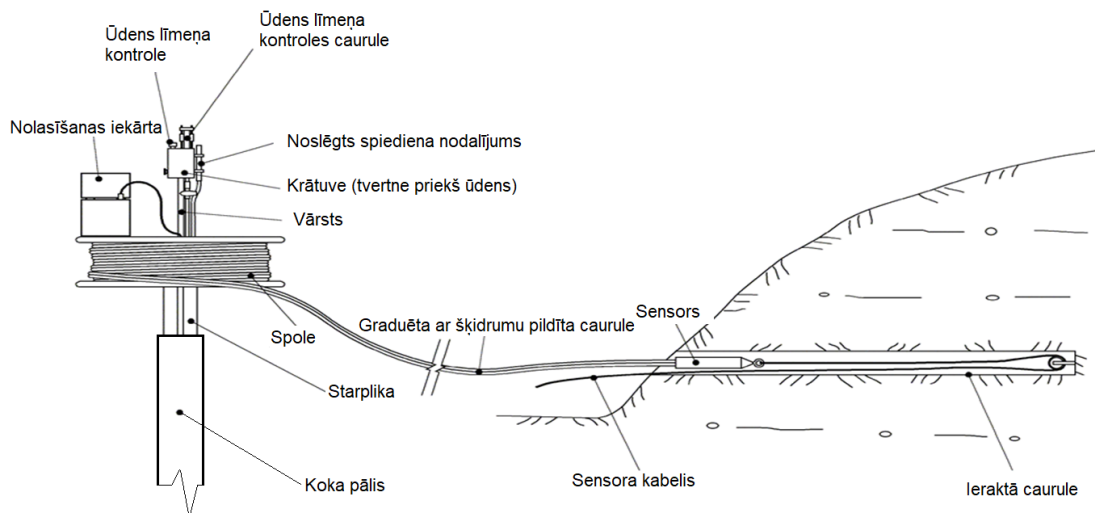 Ūdens līmeņa
kontroles caurule
Ūdens līmeņa
kontrole
Nolasīšanas iekārta
Noslēgts spiediena nodalījums
Krātuve (tvertne priekš ūdens)
Vārsts
Sensors
Graduēta ar šķidrumu pildīta caurule
Spole
Starplika
Sensora kabelis
Koka pālis
Ieraktā caurule